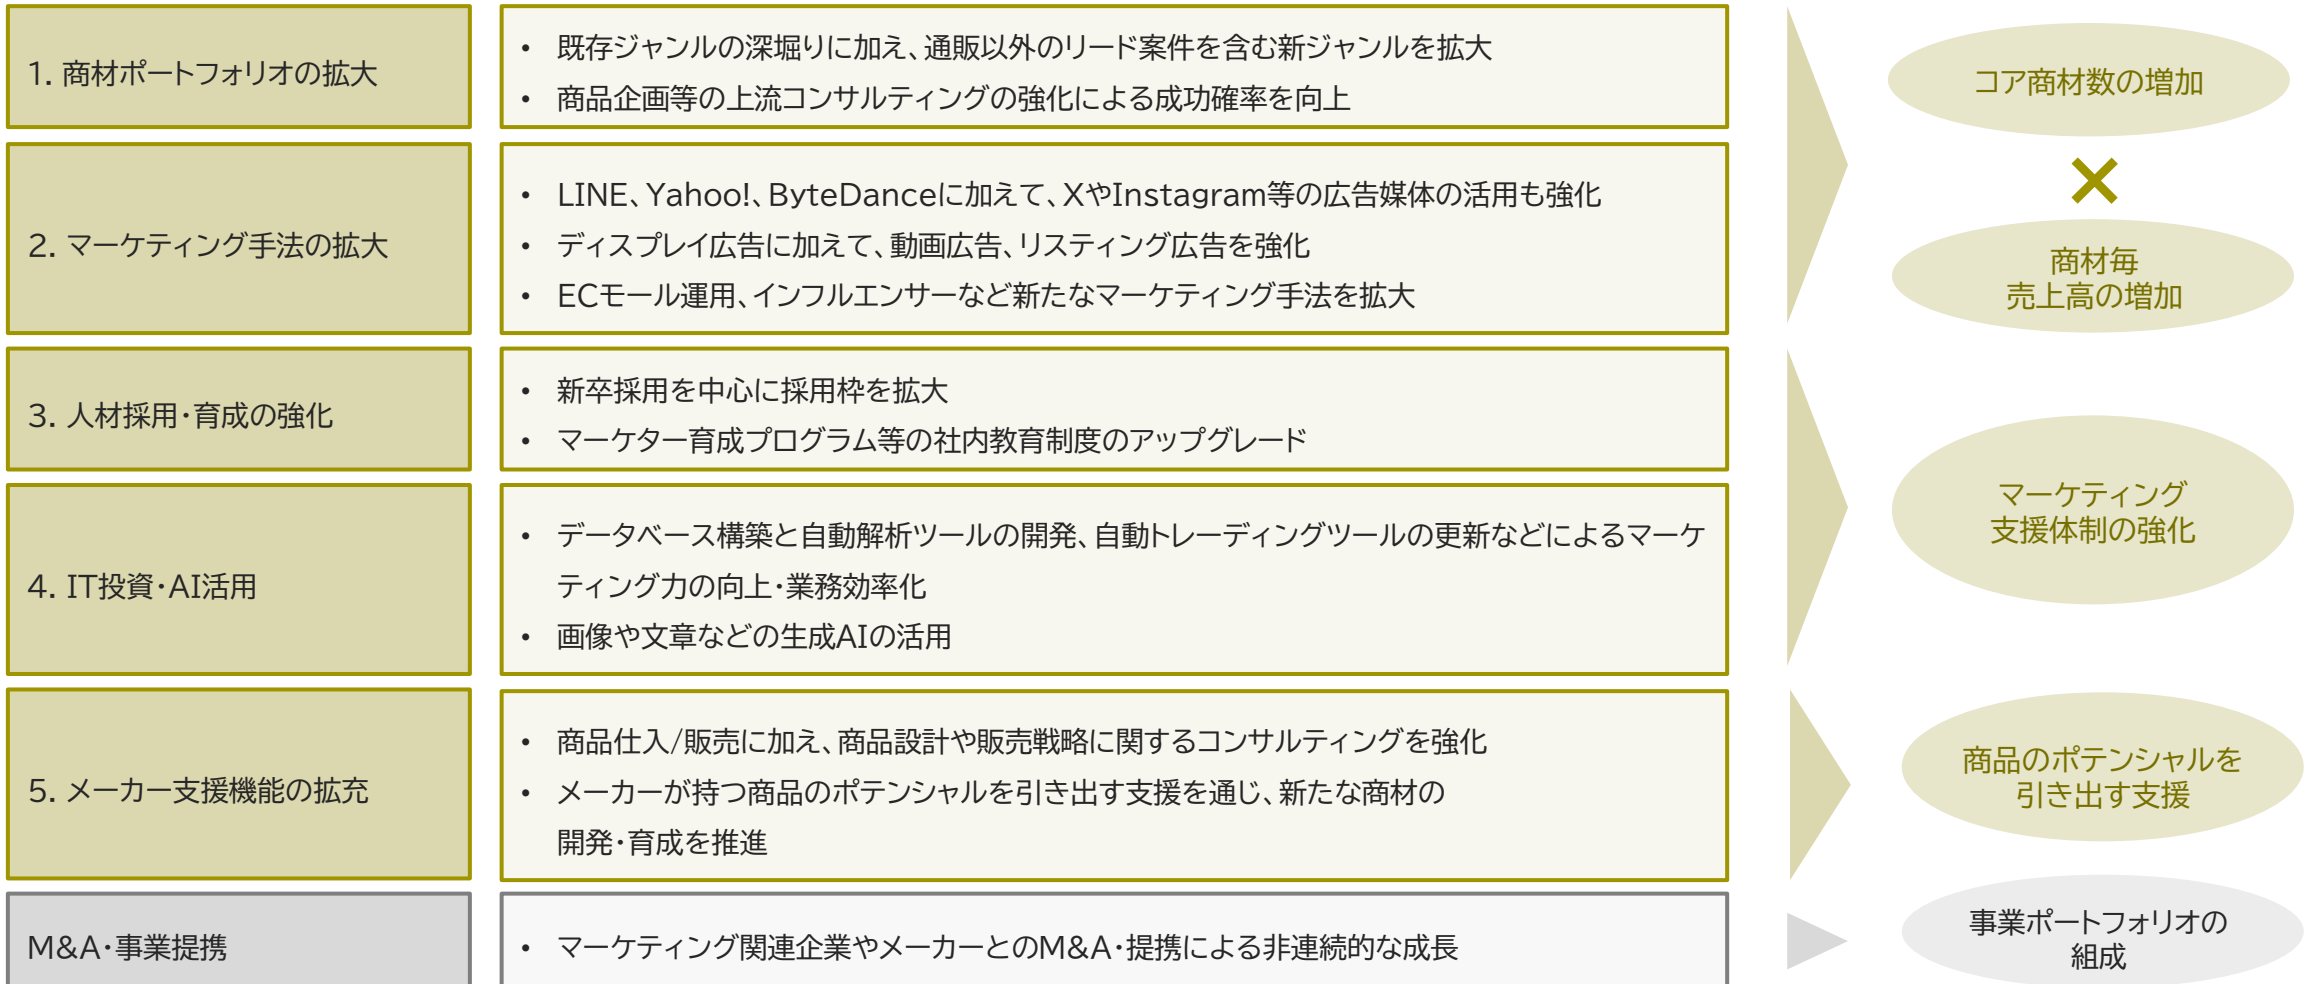 1. 商材ポートフォリオの拡大
• 既存ジャンルの深堀りに加え、通販以外のリード案件を含む新ジャンルを拡大
• 商品企画等の上流コンサルティングの強化による成功確率を向上
コア商材数の増加
×
商材毎
売上高の増加
2. マーケティング手法の拡大
• LINE、Yahoo!、ByteDanceに加えて、XやInstagram等の広告媒体の活用も強化
• ディスプレイ広告に加えて、動画広告、リスティング広告を強化
• ECモール運用、インフルエンサーなど新たなマーケティング手法を拡大
3. 人材採用・育成の強化
• 新卒採用を中心に採用枠を拡大
• マーケター育成プログラム等の社内教育制度のアップグレード
マーケティング
支援体制の強化
4. IT投資・AI活用
• データベース構築と自動解析ツールの開発、自動トレーディングツールの更新などによるマーケ
ティング力の向上・業務効率化
• 画像や文章などの生成AIの活用
5. メーカー支援機能の拡充
• 商品仕入/販売に加え、商品設計や販売戦略に関するコンサルティングを強化
• メーカーが持つ商品のポテンシャルを引き出す支援を通じ、新たな商材の
開発・育成を推進
商品のポテンシャルを
引き出す支援
M&A・事業提携
• マーケティング関連企業やメーカーとのM&A・提携による非連続的な成長
事業ポートフォリオの
組成